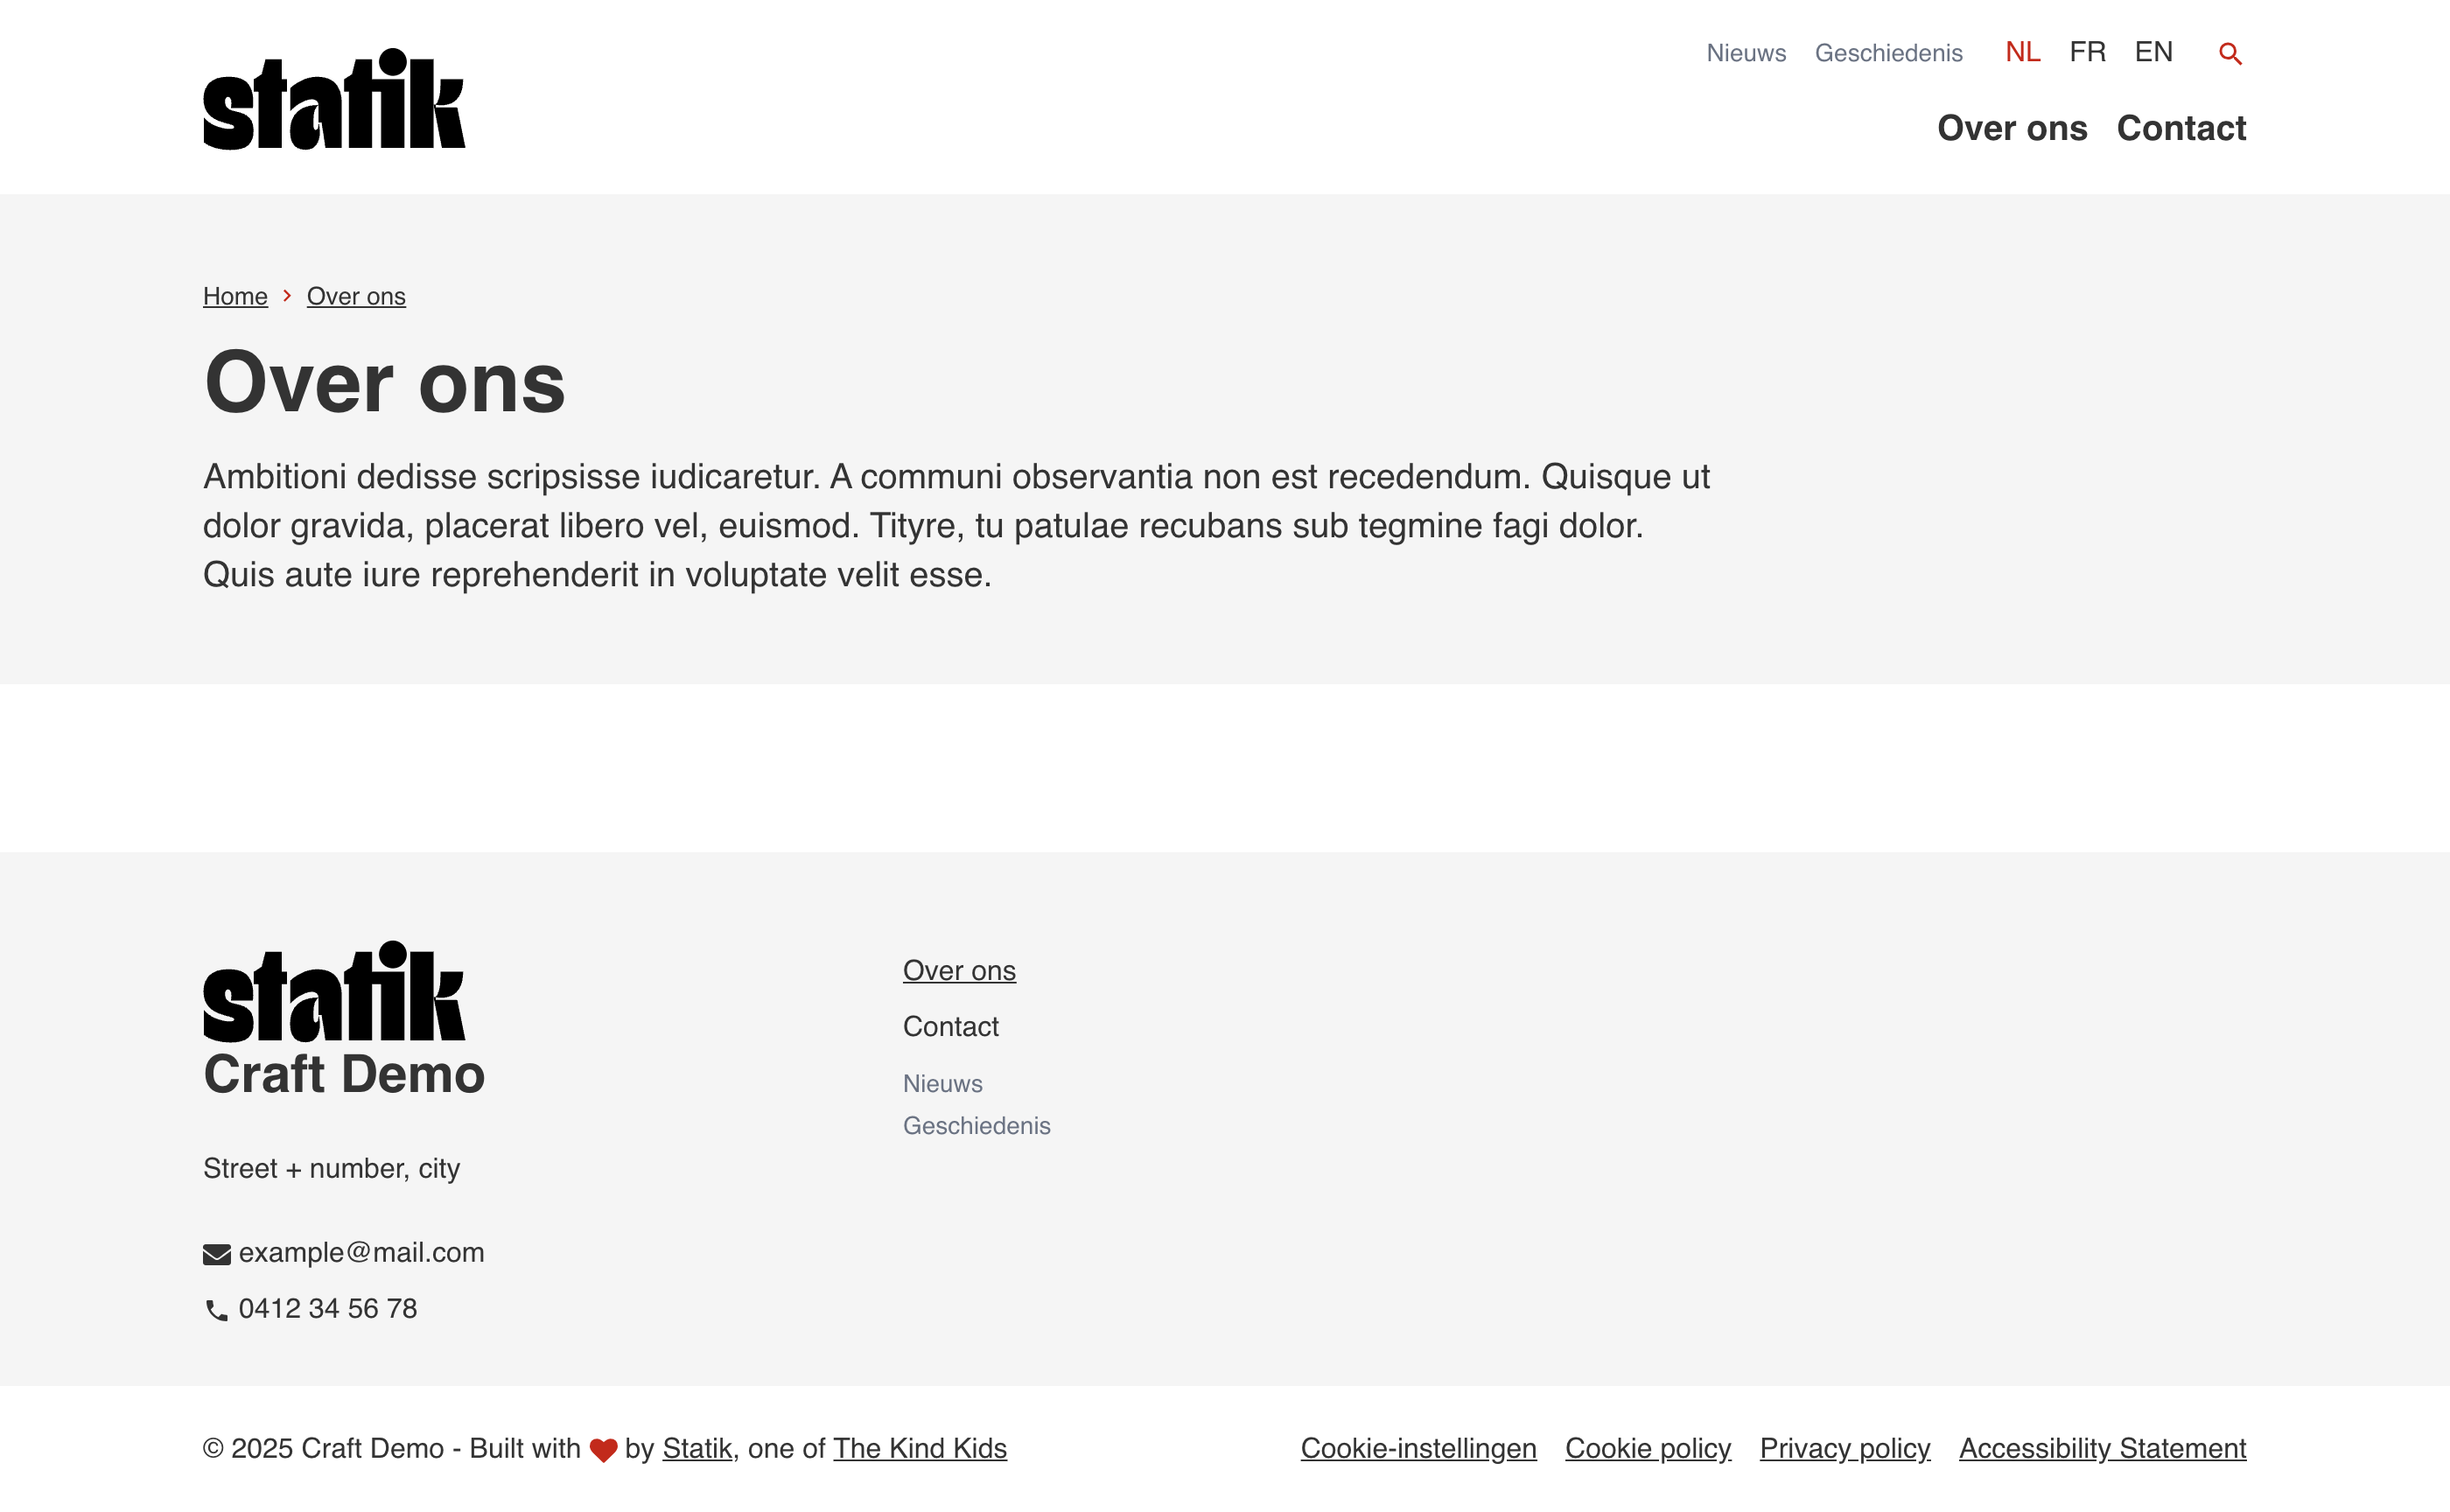 statik
Nieuws Geschiedenis NL FR EN
Over ons Contact
Home Over ons
Over ons
Ambitioni dedisse scripsisse iudicaretur. A communi observantia non est recedendum. Quisque ut
dolor gravida, placerat libero vel, euismod. Tityre, tu patulae recubans sub tegmine fagi dolor.
Quis aute iure reprehenderit in voluptate velit esse.
statik
Craft Demo
Street + number, city
example@mail.com
0412 34 56 78
Over ons
Contact
Nieuws
Geschiedenis
© 2025 Craft Demo - Built with by Statik, one of The Kind Kids
Cookie-instellingen Cookie policy Privacy policy Accessibility Statement